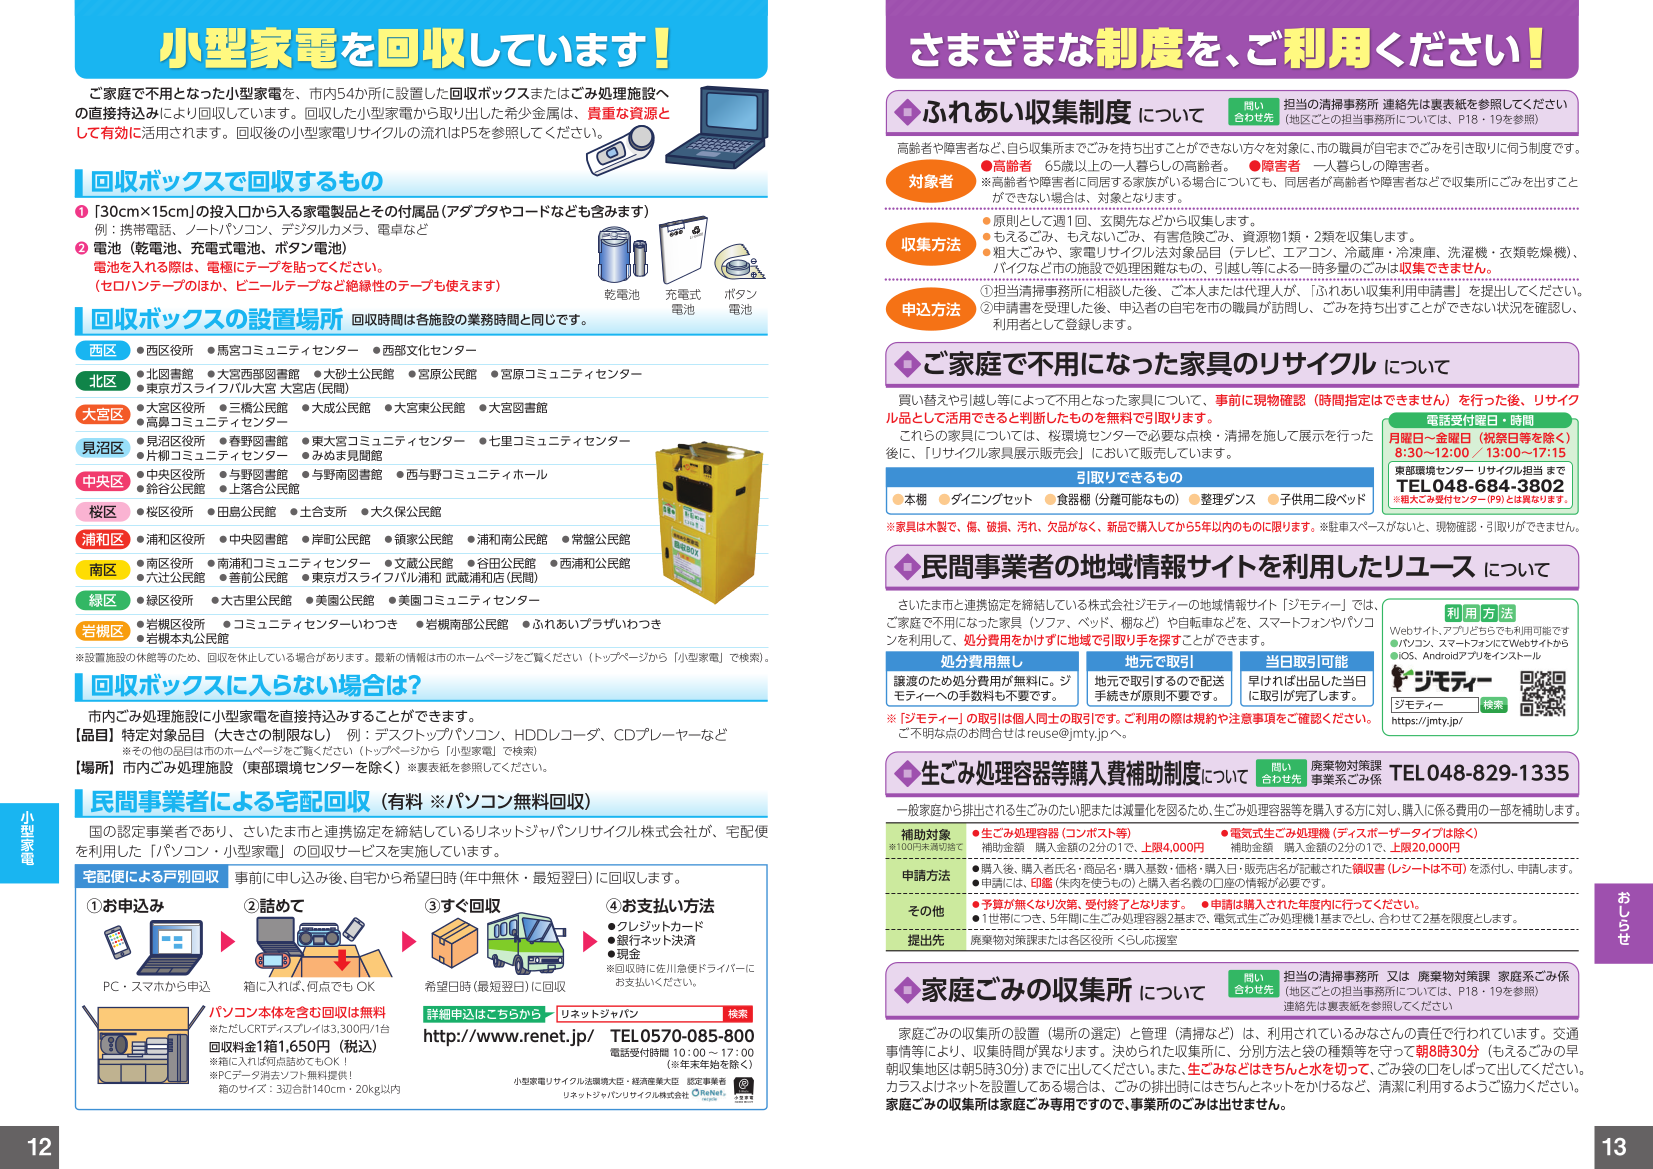 小型家電を回収しています!
ご家庭で不用となった小型家電を、市内54か所に設置した回収ボックスまたはごみ処理施設へ
の直接持込みにより回収しています。回収した小型家電から取り出した希少金属は、貴重な資源と
して有効に活用されます。回収後の小型家電リサイクルの流れはP5を参照してください。
回収ボックスで回収するもの
❶「30cm×15cm」の投入口から入る家電製品とその付属品(アダプタやコードなども含みます)
例：携帯電話、ノートパソコン、デジタルカメラ、電卓など
❷ 電池（乾電池、充電式電池、ボタン電池）
電池を入れる際は、電極にテープを貼ってください。
（セロハンテープのほか、ビニールテープなど絶縁性のテープも使えます）
乾電池 充電式電池 ボタン電池
回収ボックスの設置場所 回収時間は各施設の業務時間と同じです。
西区 ●西区役所 ●馬宮コミュニティセンター ●西部文化センター
北区 ●北図書館 ●大宮西部図書館 ●大砂土公民館 ●宮原公民館 ●宮原コミュニティセンター
●東京ガスライフバル大宮 大宮店(民間)
大宮区 ●大宮区役所 ●三橋公民館 ●大成公民館 ●大宮東公民館 ●大宮図書館
●高鼻コミュニティセンター
見沼区 ●見沼区役所 ●春野図書館 ●東大宮コミュニティセンター ●七里コミュニティセンター
●片柳コミュニティセンター ●みぬま見聞館
中央区 ●中央区役所 ●与野図書館 ●与野南図書館 ●西与野コミュニティホール
●鈴谷公民館 ●上落合公民館
桜区 ●桜区役所 ●田島公民館 ●土合支所 ●大久保公民館
浦和区 ●浦和区役所 ●中央図書館 ●岸町公民館 ●領家公民館 ●浦和南公民館 ●常盤公民館
南区 ●南区役所 ●南浦和コミュニティセンター ●文蔵公民館 ●谷田公民館 ●西浦和公民館
●六辻公民館 ●善前公民館 ●東京ガスライフバル浦和 武蔵浦和店(民間)
緑区 ●緑区役所 ●大古里公民館 ●美園公民館 ●美園コミュニティセンター
岩槻区 ●岩槻区役所 ●コミュニティセンターいわつき ●岩槻南部公民館 ●ふれあいプラザいわつき
●岩槻本丸公民館
※設置施設の休館等のため、回収を休止している場合があります。最新の情報は市のホームページをご覧ください（トップページから「小型家電」で検索）。
回収ボックスに入らない場合は?
市内ごみ処理施設に小型家電を直接持込みすることができます。
【品目】特定対象品目（大きさの制限なし） 例：デスクトップパソコン、HDDレコーダ、CDプレーヤーなど
※その他の品目は市のホームページをご覧ください（トップページから「小型家電」で検索）
【場所】市内ごみ処理施設（東部環境センターを除く）※裏表紙を参照してください。
民間事業者による宅配回収（有料 ※パソコン無料回収）
国の認定事業者であり、さいたま市と連携協定を締結しているリネットジャパンリサイクル株式会社が、宅配便
を利用した「パソコン・小型家電」の回収サービスを実施しています。
宅配便による戸別回収 事前に申し込み後、自宅から希望日時(年中無休・最短翌日)に回収します。
①お申込み ②詰めて ③すぐ回収 ④お支払い方法
●クレジットカード
●銀行ネット決済
●現金
※回収時に佐川急便ドライバーに
お支払いください。
PC・スマホから申込 箱に入れば、何点でも OK 希望日時(最短翌日)に回収
パソコン本体を含む回収は無料
※ただしCRTディスプレイは3,300円/1台
回収料金1箱1,650円（税込）
※箱に入れば何点詰めてもOK！
※PCデータ消去ソフト無料提供！
箱のサイズ：3辺合計140cm・20kg以内
詳細申込はこちらから リネットジャパン 検索
http://www.renet.jp/ TEL0570-085-800
電話受付時間 10：00 ～ 17：00
（※年末年始を除く）
小型家電リサイクル法環境大臣・経済産業大臣 認定事業者
リネットジャパンリサイクル株式会社 ReNet
小型家電
12
さまざまな制度を、ご利用ください!
◆ふれあい収集制度 について
問い合わせ先 担当の清掃事務所 連絡先は裏表紙を参照してください
（地区ごとの担当事務所については、P18・19を参照）
高齢者や障害者など、自ら収集所までごみを持ち出すことができない方々を対象に、市の職員が自宅までごみを引き取りに伺う制度です。
対象者 ●高齢者 65歳以上の一人暮らしの高齢者。 ●障害者 一人暮らしの障害者。
※高齢者や障害者に同居する家族がいる場合についても、同居者が高齢者や障害者などで収集所にごみを出すこと
ができない場合は、対象となります。
収集方法 ●原則として週1回、玄関先などから収集します。
●もえるごみ、もえないごみ、有害危険ごみ、資源物1類・2類を収集します。
●粗大ごみや、家電リサイクル法対象品目（テレビ、エアコン、冷蔵庫・冷凍庫、洗濯機・衣類乾燥機）、
バイクなど市の施設で処理困難なもの、引越し等による一時多量のごみは収集できません。
申込方法 ①担当清掃事務所に相談した後、ご本人または代理人が、「ふれあい収集利用申請書」を提出してください。
②申請書を受理した後、申込者の自宅を市の職員が訪問し、ごみを持ち出すことができない状況を確認し、
利用者として登録します。
◆ご家庭で不用になった家具のリサイクル について
買い替えや引越し等によって不用となった家具について、事前に現物確認（時間指定はできません）を行った後、リサイク
ル品として活用できると判断したものを無料で引取ります。
これらの家具については、桜環境センターで必要な点検・清掃を施して展示を行った
後に、「リサイクル家具展示販売会」において販売しています。
引取りできるもの
●本棚 ●ダイニングセット ●食器棚（分離可能なもの） ●整理ダンス ●子供用二段ベッド
電話受付曜日・時間
月曜日～金曜日（祝祭日等を除く）
8:30～12:00 ／ 13:00～17:15
東部環境センター リサイクル担当 まで
TEL048-684-3802
※粗大ごみ受付センター(P9)とは異なります。
※家具は木製で、傷、破損、汚れ、欠品がなく、新品で購入してから5年以内のものに限ります。※駐車スペースがないと、現物確認・引取りができません。
◆民間事業者の地域情報サイトを利用したリユース について
さいたま市と連携協定を締結している株式会社ジモティーの地域情報サイト「ジモティー」では、
ご家庭で不用になった家具（ソファ、ベッド、棚など）や自転車などを、スマートフォンやパソコ
ンを利用して、処分費用をかけずに地域で引取り手を探すことができます。
処分費用無し
譲渡のため処分費用が無料に。ジ
モティーへの手数料も不要です。
地元で取引
地元で取引するので配送
手続きが原則不要です。
当日取引可能
早ければ出品した当日
に取引が完了します。
※「ジモティー」の取引は個人同士の取引です。ご利用の際は規約や注意事項をご確認ください。
ご不明な点のお問合せはreuse@jmty.jpへ。
利用方法
Webサイト、アプリどちらでも利用可能です
●パソコン、スマートフォンにてWebサイトから
●iOS、Androidアプリをインストール
ジモティー
ジモティー 検索
https://jmty.jp/
◆生ごみ処理容器等購入費補助制度について
問い合わせ先 廃棄物対策課
事業系ごみ係 TEL048-829-1335
一般家庭から排出される生ごみのたい肥または減量化を図るため、生ごみ処理容器等を購入する方に対し、購入に係る費用の一部を補助します。
補助対象
※100円未満切捨て
●生ごみ処理容器（コンポスト等） ●電気式生ごみ処理機（ディスポーザータイプは除く）
補助金額 購入金額の2分の1で、上限4,000円 補助金額 購入金額の2分の1で、上限20,000円
申請方法 ●購入後、購入者氏名・商品名・購入基数・価格・購入日・販売店名が記載された領収書（レシートは不可）を添付し、申請します。
●申請には、印鑑（朱肉を使うもの）と購入者名義の口座の情報が必要です。
その他 ●予算が無くなり次第、受付終了となります。 ●申請は購入された年度内に行ってください。
●1世帯につき、5年間に生ごみ処理容器2基まで、電気式生ごみ処理機1基までとし、合わせて2基を限度とします。
提出先 廃棄物対策課または各区役所 くらし応援室
◆家庭ごみの収集所 について
問い合わせ先 担当の清掃事務所 又は 廃棄物対策課 家庭系ごみ係
（地区ごとの担当事務所については、P18・19を参照）
連絡先は裏表紙を参照してください
家庭ごみの収集所の設置（場所の選定）と管理（清掃など）は、利用されているみなさんの責任で行われています。交通
事情等により、収集時間が異なります。決められた収集所に、分別方法と袋の種類等を守って朝8時30分（もえるごみの早
朝収集地区は朝5時30分）までに出してください。また、生ごみなどはきちんと水を切って、ごみ袋の口をしばって出してください。
カラスよけネットを設置してある場合は、ごみの排出時にはきちんとネットをかけるなど、清潔に利用するようご協力ください。
家庭ごみの収集所は家庭ごみ専用ですので、事業所のごみは出せません。
おしらせ
13